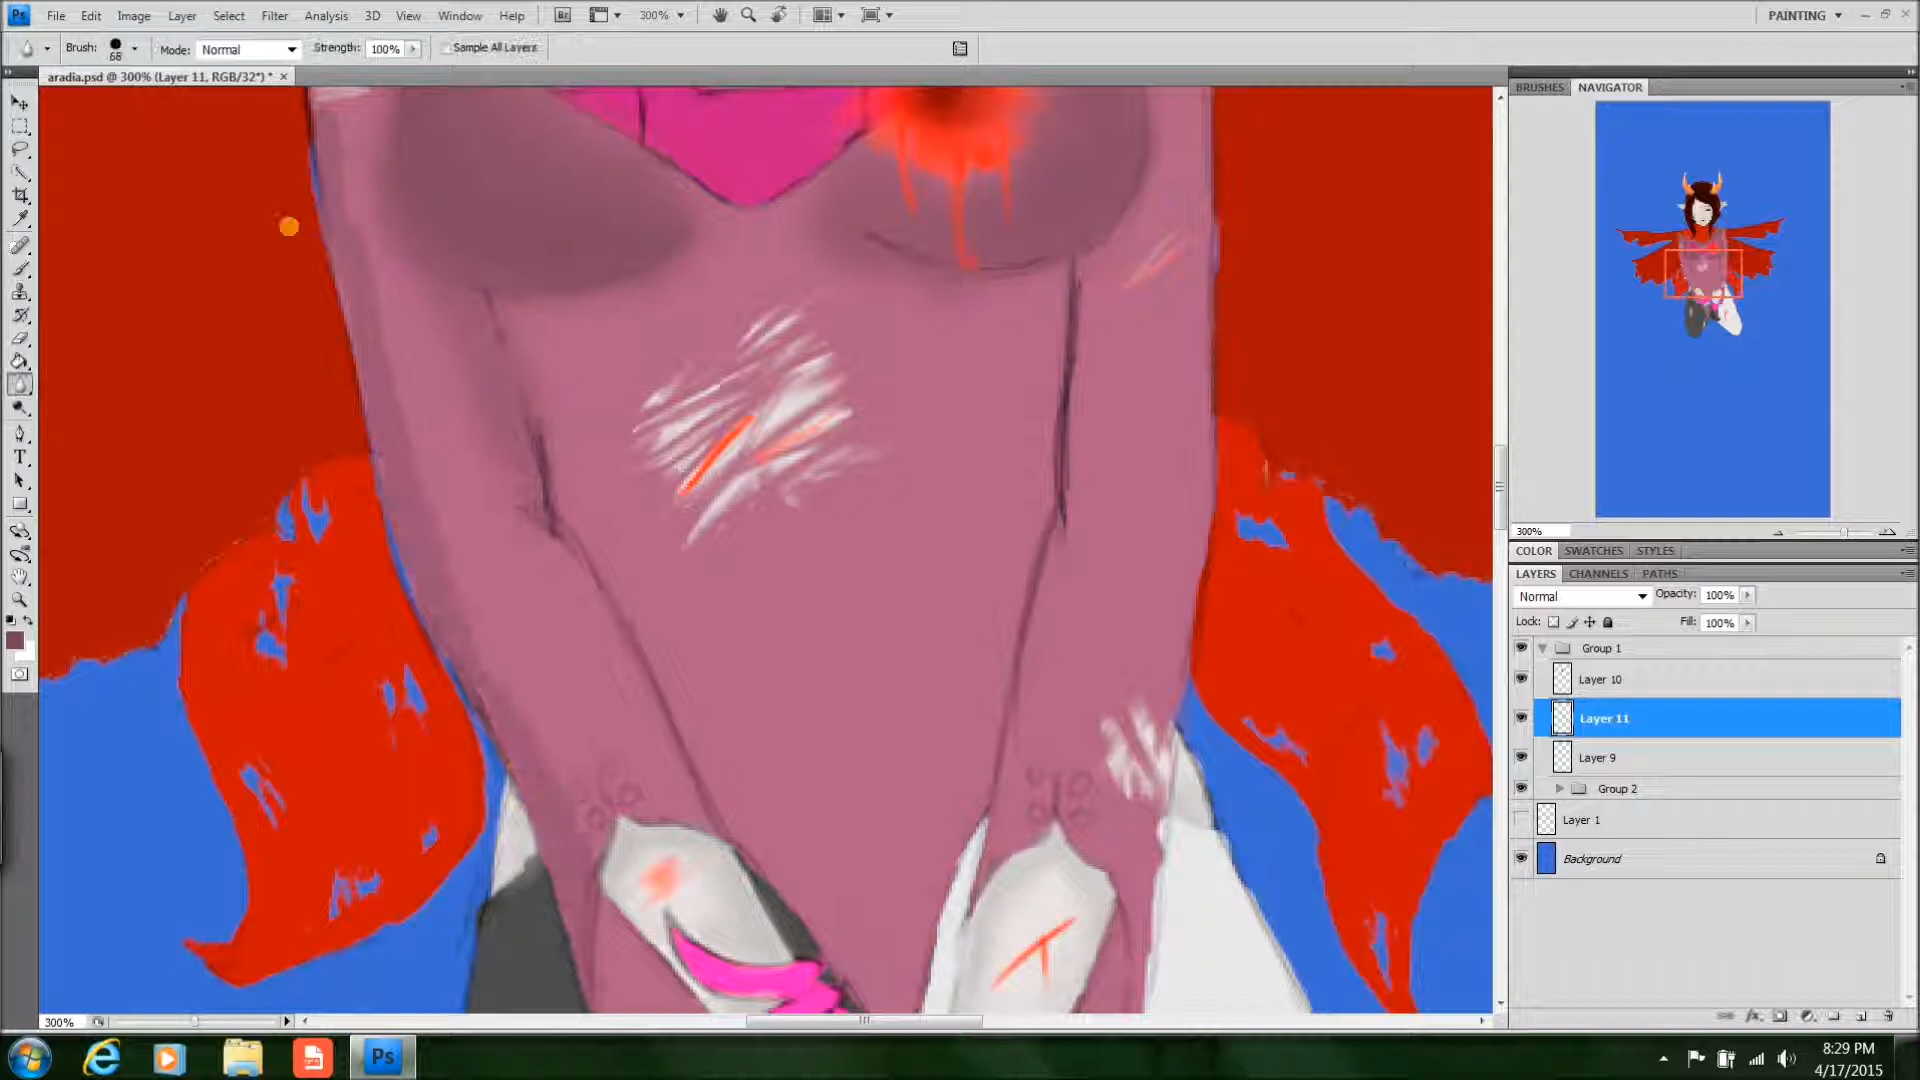 Ps File Edit Image Layer Select Filter Analysis 3D View Window Help Br 300% PAINTING
Brush: 68 Mode: Normal Strength: 100% Sample All Layers
aradia.psd @ 300% (Layer 11, RGB/32*) *
BRUSHES NAVIGATOR
300%
COLOR SWATCHES STYLES
LAYERS CHANNELS PATHS
Normal Opacity: 100%
Lock: Fill: 100%
Group 1
Layer 10
Layer 11
Layer 9
Group 2
Layer 1
Background
300%
Ps
8:29 PM
4/17/2015